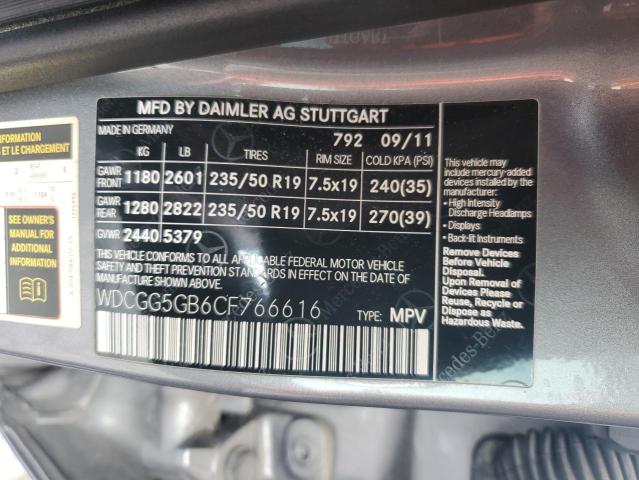 MFD BY DAIMLER AG STUTTGART
MADE IN GERMANY
792 09/11
KG LB TIRES RIM SIZE COLD KPA (PSI)
GAWR FRONT 1180 2601 235/50 R19 7.5x19 240(35)
GAWR REAR 1280 2822 235/50 R19 7.5x19 270(39)
GVWR 2440 5379
THIS VEHICLE CONFORMS TO ALL APPLICABLE FEDERAL MOTOR VEHICLE
SAFETY STANDARDS IN EFFECT ON THE DATE OF
MANUFACTURE SHOWN ABOVE.
WDCGG5GB6CF766616
TYPE: MPV
This vehicle may
include mercury-added
devices installed by the
manufacturer:
• High Intensity
Discharge Headlamps
• Displays
• Back-lit Instruments
Remove Devices
Before Vehicle
Disposal.
Upon Removal of
Devices Please
Reuse, Recycle or
Dispose as
Hazardous Waste.
Mercedes-Benz
INFORMATION
ET LE CHARGEMENT
SEE OWNER'S
MANUAL FOR
ADDITIONAL
INFORMATION